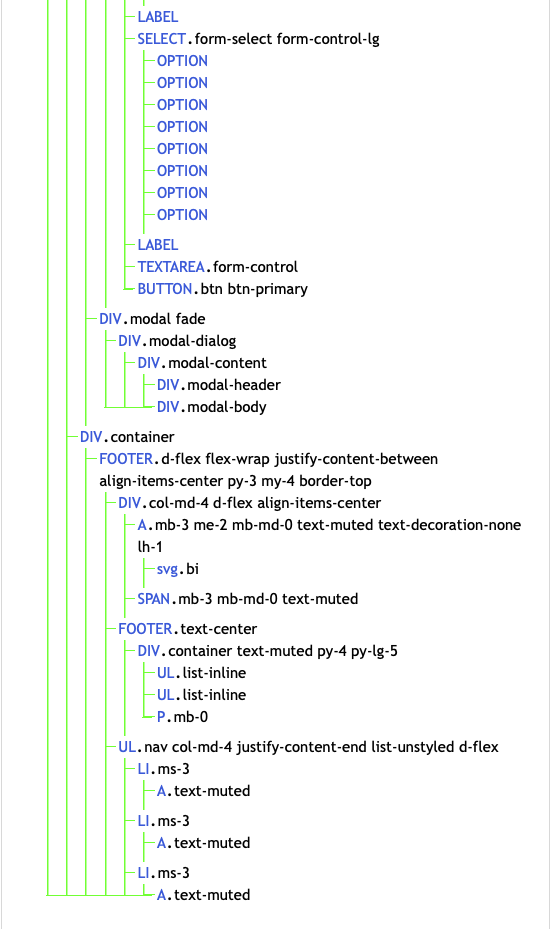 LABEL
SELECT.form-select form-control-lg
OPTION
OPTION
OPTION
OPTION
OPTION
OPTION
OPTION
OPTION
LABEL
TEXTAREA.form-control
BUTTON.btn btn-primary
DIV.modal fade
DIV.modal-dialog
DIV.modal-content
DIV.modal-header
DIV.modal-body
DIV.container
FOOTER.d-flex flex-wrap justify-content-between
align-items-center py-3 my-4 border-top
DIV.col-md-4 d-flex align-items-center
A.mb-3 me-2 mb-md-0 text-muted text-decoration-none
lh-1
svg.bi
SPAN.mb-3 mb-md-0 text-muted
FOOTER.text-center
DIV.container text-muted py-4 py-lg-5
UL.list-inline
UL.list-inline
P.mb-0
UL.nav col-md-4 justify-content-end list-unstyled d-flex
LI.ms-3
A.text-muted
LI.ms-3
A.text-muted
LI.ms-3
A.text-muted